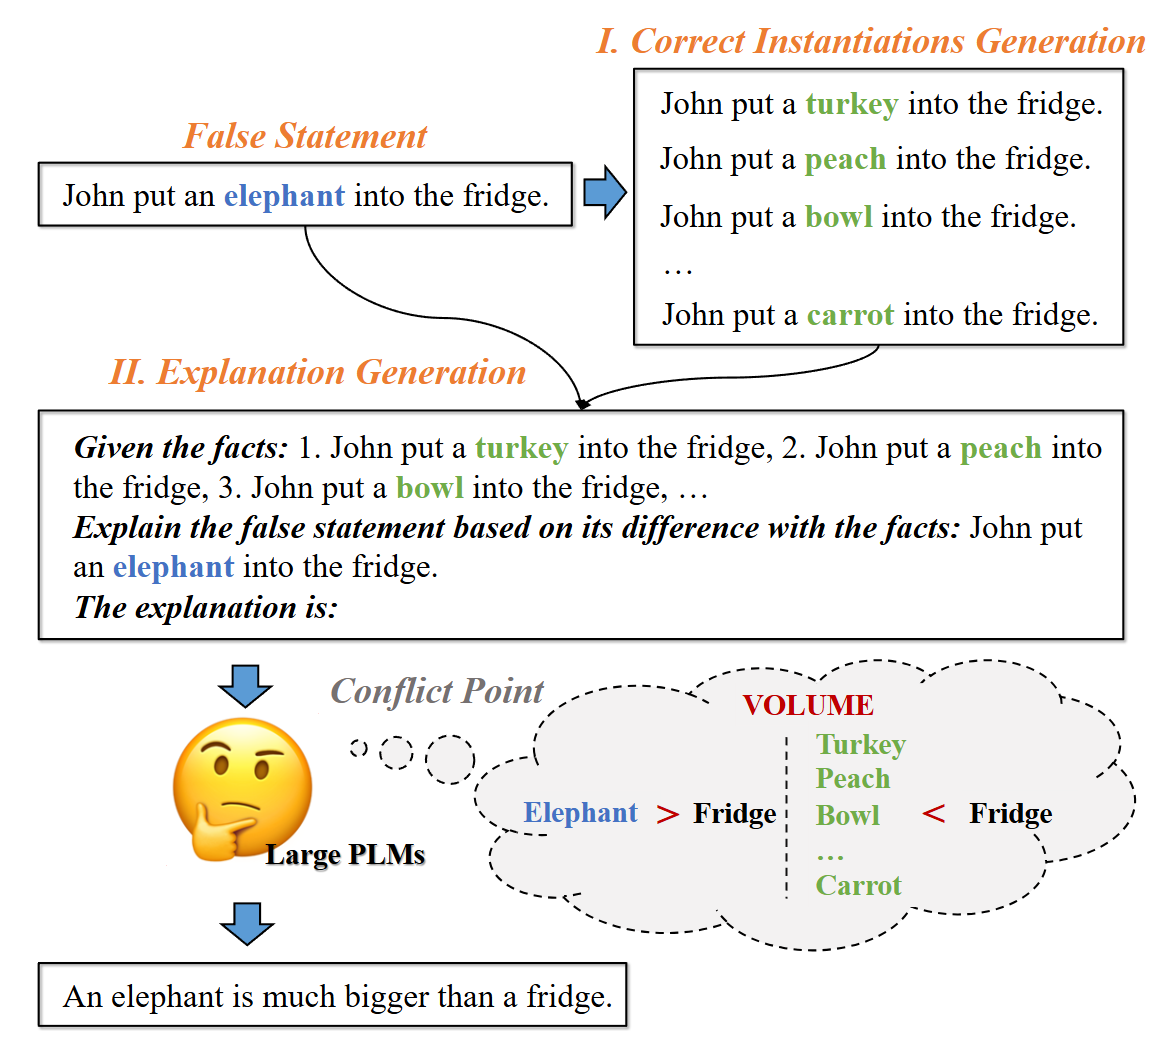 I. Correct Instantiations Generation
John put a turkey into the fridge.
John put a peach into the fridge.
John put a bowl into the fridge.
…
John put a carrot into the fridge.
False Statement
John put an elephant into the fridge.
II. Explanation Generation
Given the facts: 1. John put a turkey into the fridge, 2. John put a peach into
the fridge, 3. John put a bowl into the fridge, …
Explain the false statement based on its difference with the facts: John put
an elephant into the fridge.
The explanation is:
Conflict Point
VOLUME
Turkey
Peach
Elephant > Fridge
Bowl < Fridge
…
Carrot
Large PLMs
An elephant is much bigger than a fridge.